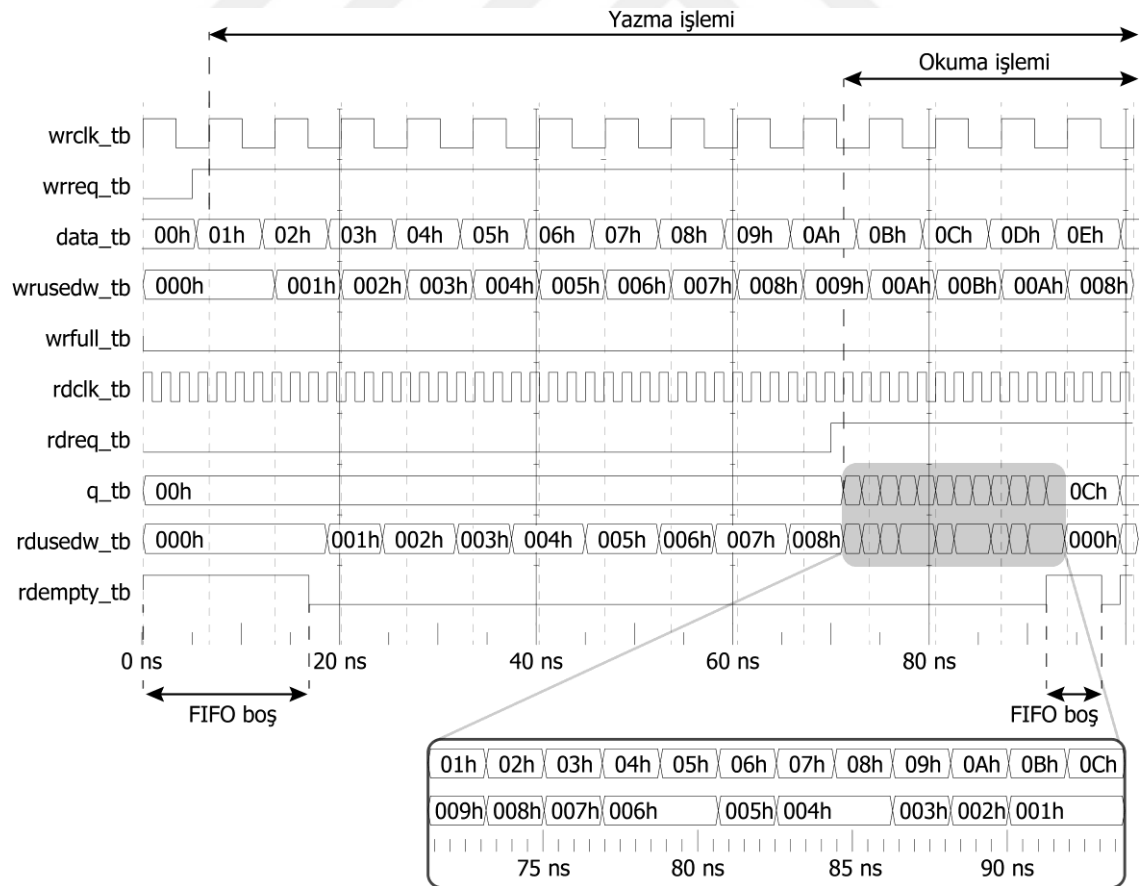 Yazma işlemi
Okuma işlemi
wrclk_tb
wrreq_tb
data_tb 00h 01h 02h 03h 04h 05h 06h 07h 08h 09h 0Ah 0Bh 0Ch 0Dh 0Eh
wrusedw_tb 000h 001h 002h 003h 004h 005h 006h 007h 008h 009h 00Ah 00Bh 00Ah 008h
wrfull_tb
rdclk_tb
rdreq_tb
q_tb 00h 0Ch
rdusedw_tb 000h 001h 002h 003h 004h 005h 006h 007h 008h 000h
rdempty_tb
0 ns 20 ns 40 ns 60 ns 80 ns
FIFO boş FIFO boş
01h 02h 03h 04h 05h 06h 07h 08h 09h 0Ah 0Bh 0Ch
009h 008h 007h 006h 005h 004h 003h 002h 001h
75 ns 80 ns 85 ns 90 ns